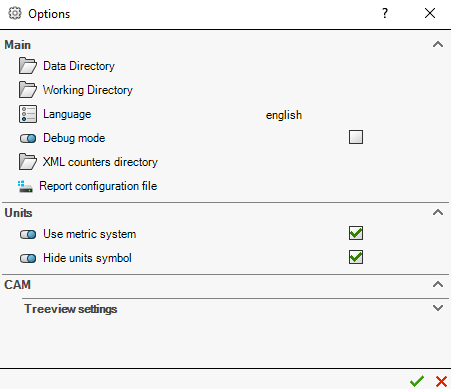 Options ?
Main
Data Directory
Working Directory
Language english
Debug mode
XML counters directory
Report configuration file
Units
Use metric system
Hide units symbol
CAM
Treeview settings